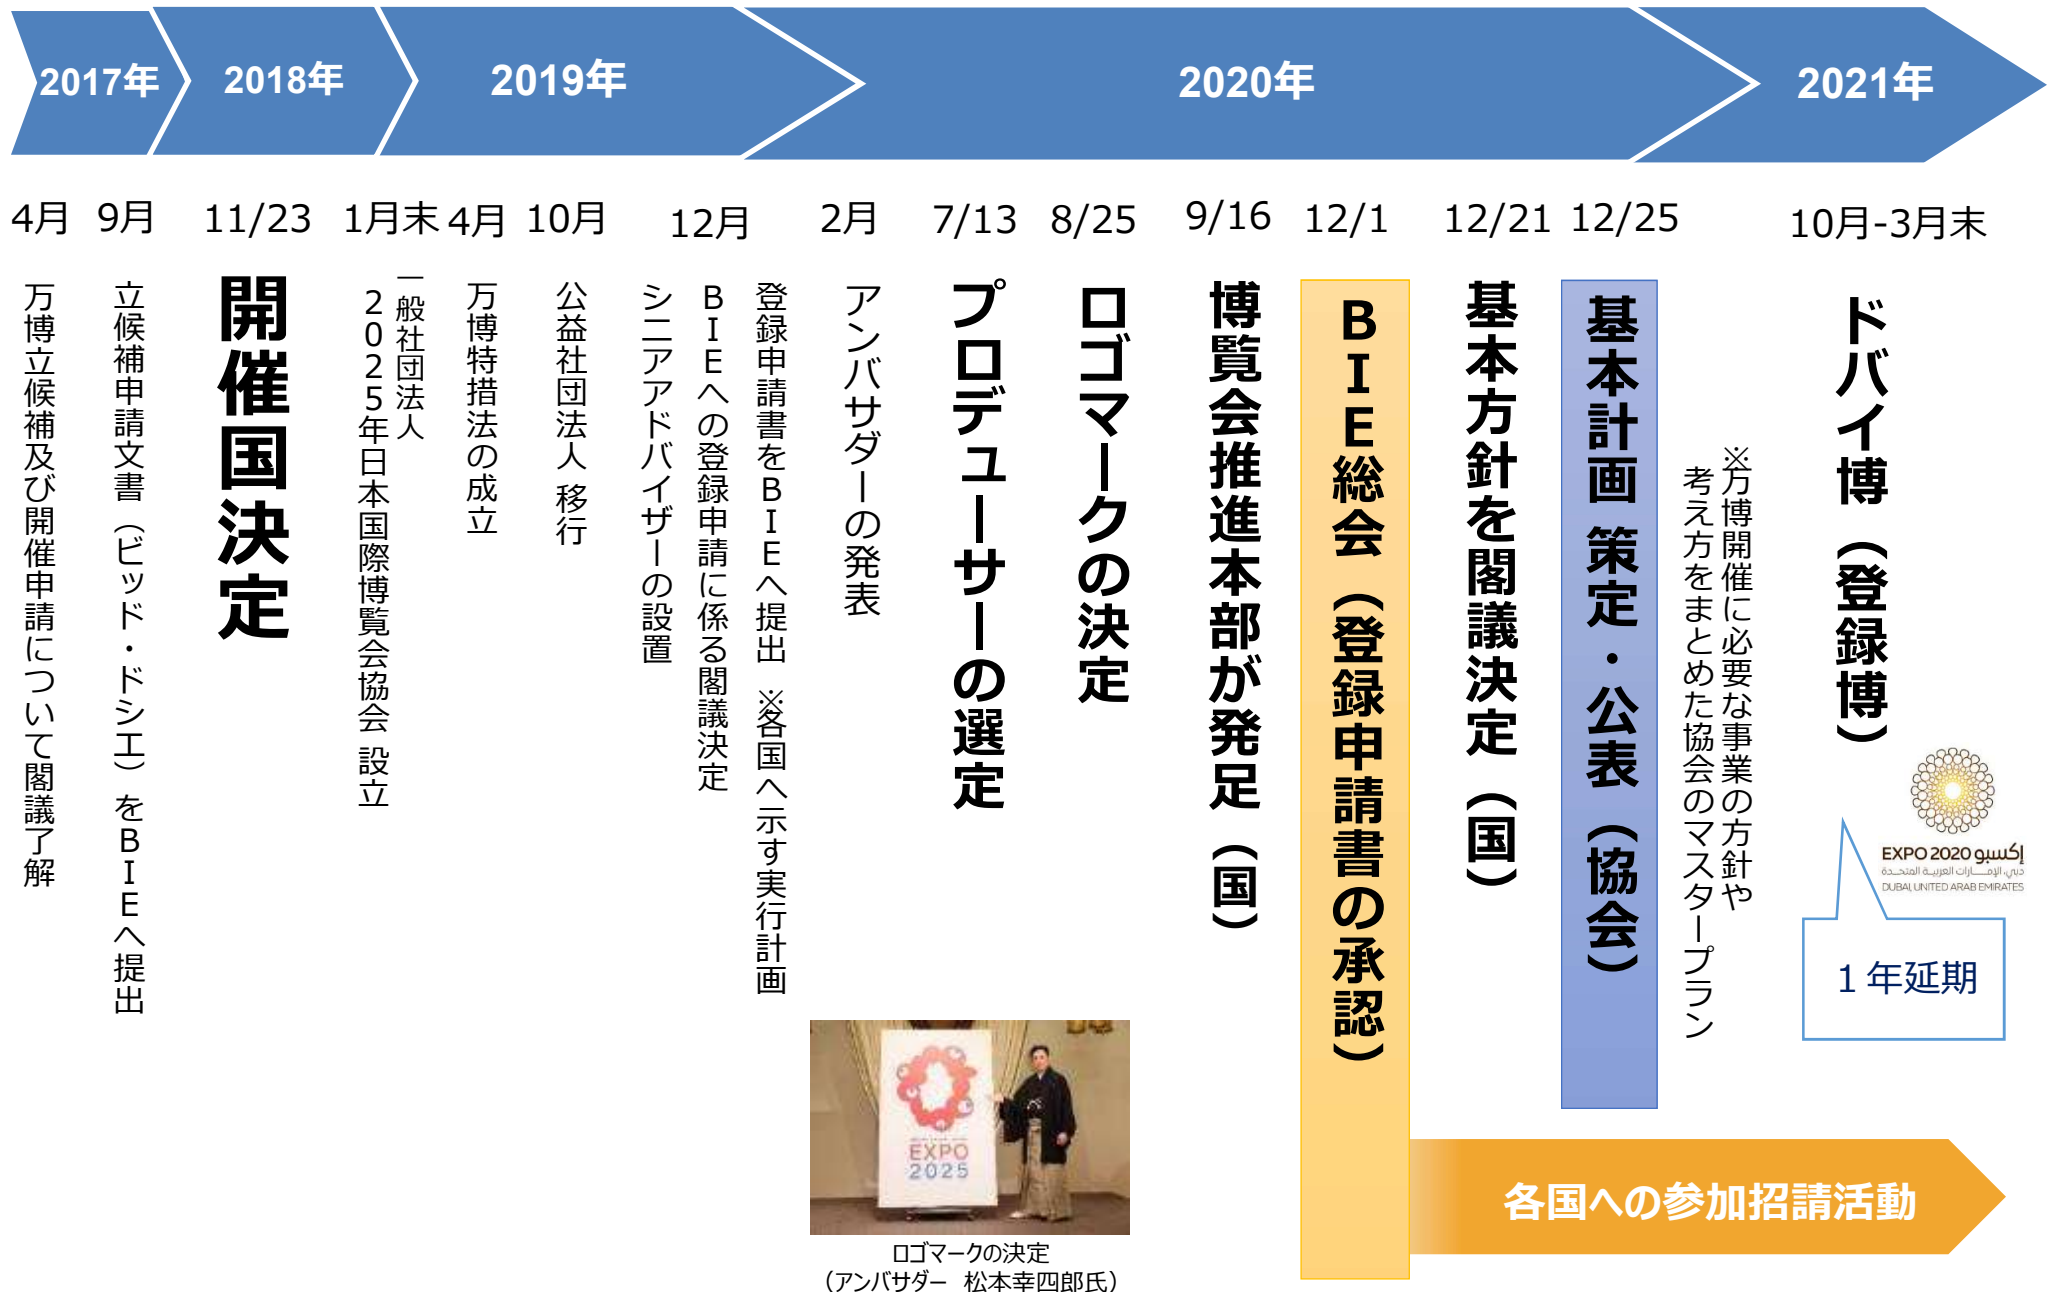 2017年
2018年
2019年
2020年
2021年
4月
万博立候補及び開催申請について閣議了解
9月
立候補申請文書（ビッド・ドシエ）をＢＩＥへ提出
11/23
開催国決定
1月末
一般社団法人
２０２５年日本国際博覧会協会 設立
4月
万博特措法の成立
10月
公益社団法人 移行
12月
登録申請書をＢＩＥへ提出　※各国へ示す実行計画
ＢＩＥへの登録申請に係る閣議決定
シニアアドバイザーの設置
2月
アンバサダーの発表
7/13
プロデューサーの選定
8/25
ロゴマークの決定
9/16
博覧会推進本部が発足（国）
12/1
ＢＩＥ総会（登録申請書の承認）
12/21
基本方針を閣議決定（国）
12/25
基本計画 策定・公表（協会）
※万博開催に必要な事業の方針や
考え方をまとめた協会のマスタープラン
10月-3月末
ドバイ博（登録博）
EXPO 2020 إكسبو
دبي، الإمــــارات العربيــة المتحــدة
DUBAI, UNITED ARAB EMIRATES
１年延期
EXPO
2025
ロゴマークの決定
（アンバサダー　松本幸四郎氏）
各国への参加招請活動